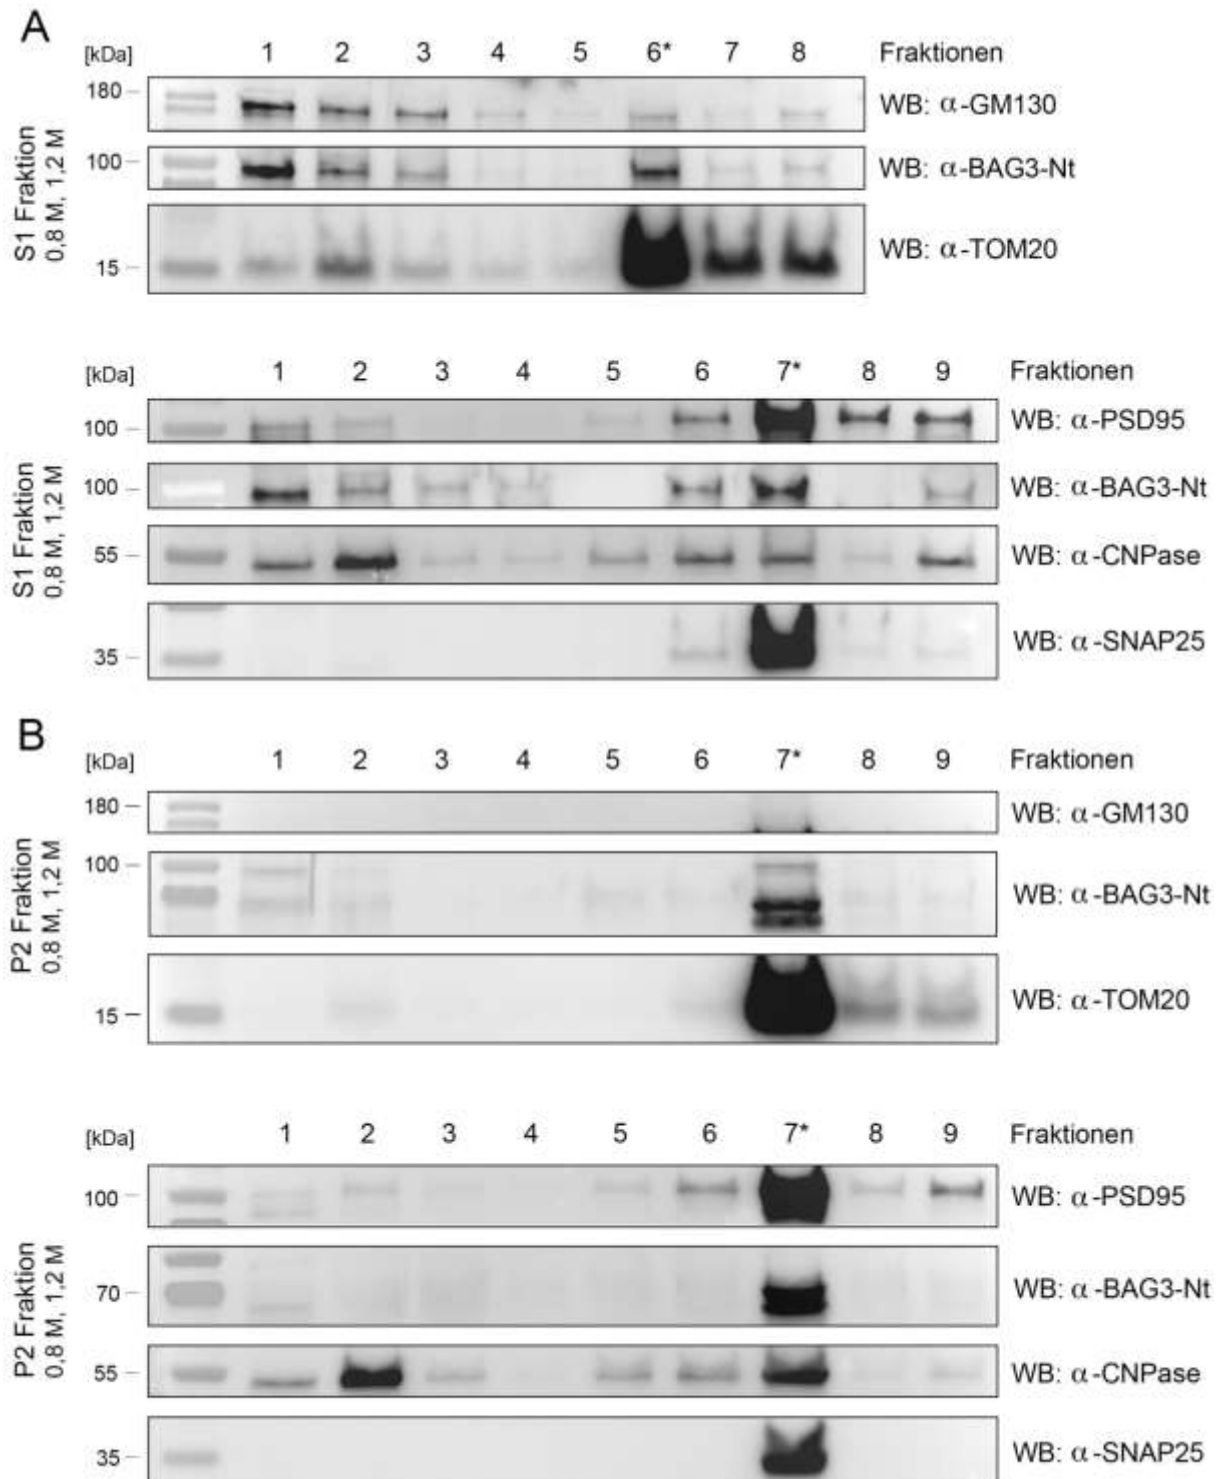 A
[kDa] 1 2 3 4 5 6* 7 8 Fraktionen
180 WB: α-GM130
100 WB: α-BAG3-Nt
15 WB: α-TOM20
S1 Fraktion
0,8 M, 1,2 M
[kDa] 1 2 3 4 5 6 7* 8 9 Fraktionen
100 WB: α-PSD95
100 WB: α-BAG3-Nt
55 WB: α-CNPase
35 WB: α-SNAP25
S1 Fraktion
0,8 M, 1,2 M
B
[kDa] 1 2 3 4 5 6 7* 8 9 Fraktionen
180 WB: α-GM130
100 WB: α-BAG3-Nt
15 WB: α-TOM20
P2 Fraktion
0,8 M, 1,2 M
[kDa] 1 2 3 4 5 6 7* 8 9 Fraktionen
100 WB: α-PSD95
70 WB: α-BAG3-Nt
55 WB: α-CNPase
35 WB: α-SNAP25
P2 Fraktion
0,8 M, 1,2 M